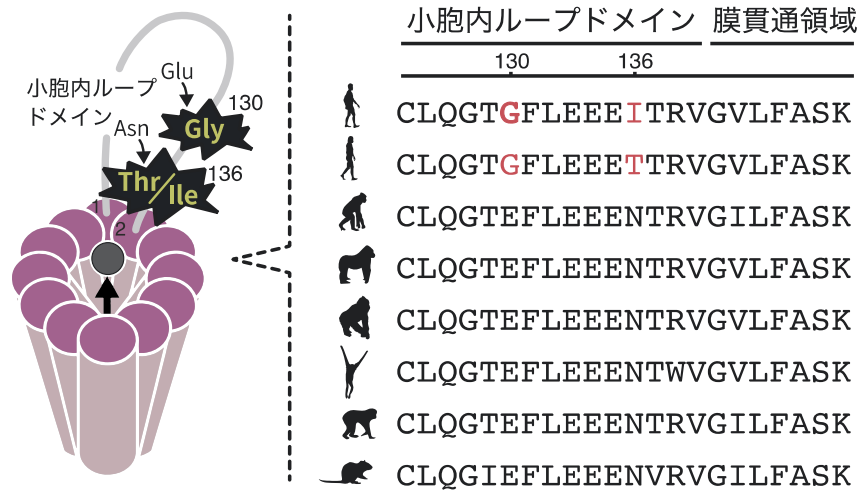 小胞内ループ
ドメイン
Glu
130
Gly
Asn
136
Thr/Ile
1
2
小胞内ループドメイン 膜貫通領域
130 136
CLQGTGFLEEEITRVGVLFASK
CLQGTGFLEEETTRVGVLFASK
CLQGTEFLEEENTRVGILFASK
CLQGTEFLEEENTRVGVLFASK
CLQGTEFLEEENTRVGVLFASK
CLQGTEFLEEENTWVGVLFASK
CLQGTEFLEEENTRVGILFASK
CLQGIEFLEEENVRVGILFASK